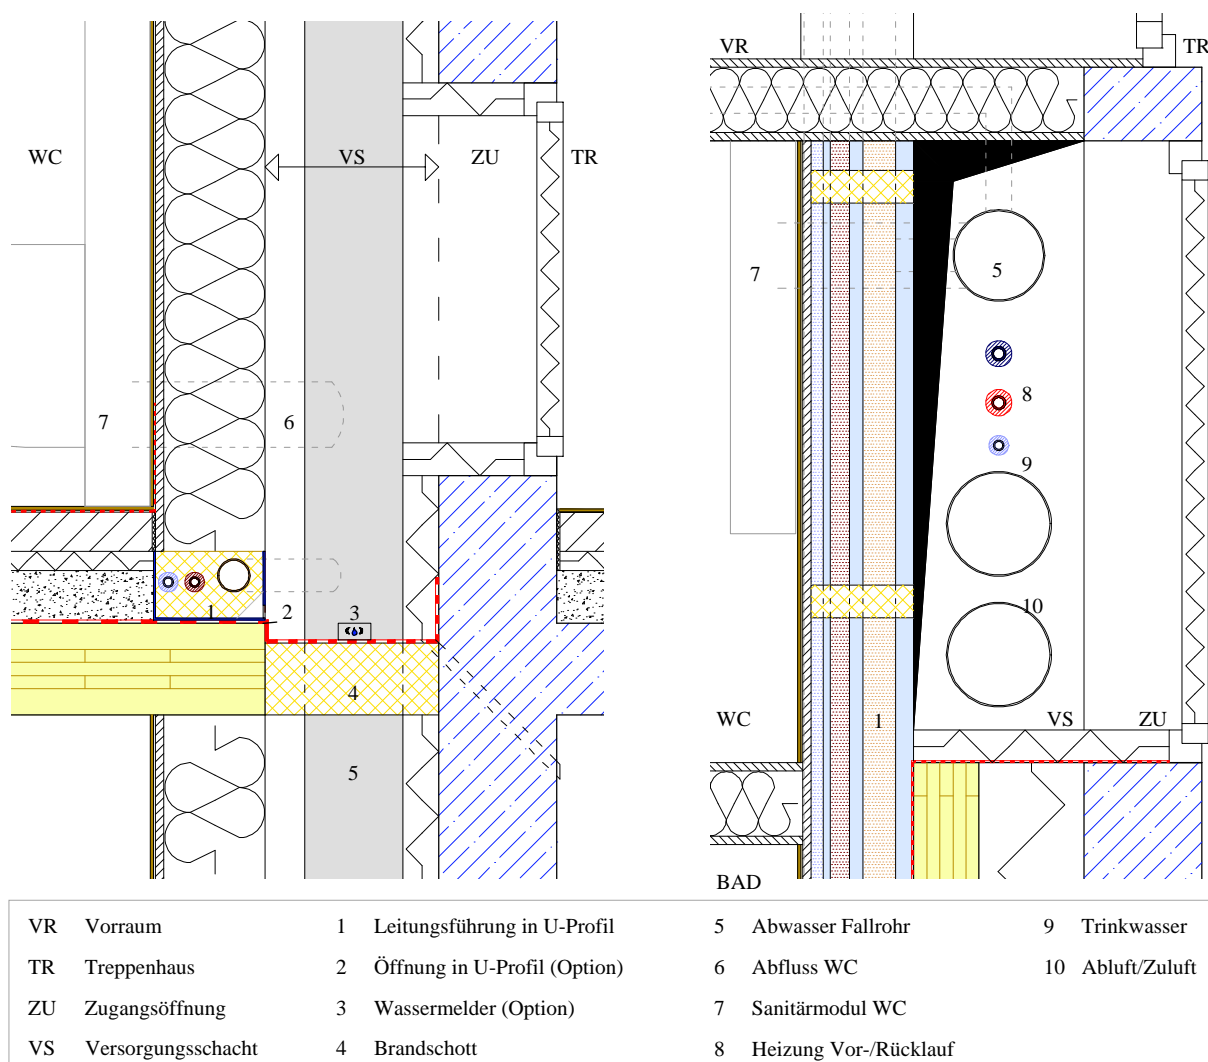 WC
VS
ZU
TR
7
6
1
2
3
4
5
VR
TR
7
5
8
9
10
WC
1
VS
ZU
BAD
VR Vorraum
TR Treppenhaus
ZU Zugangsöffnung
VS Versorgungsschacht
1 Leitungsführung in U-Profil
2 Öffnung in U-Profil (Option)
3 Wassermelder (Option)
4 Brandschott
5 Abwasser Fallrohr
6 Abfluss WC
7 Sanitärmodul WC
8 Heizung Vor-/Rücklauf
9 Trinkwasser
10 Abluft/Zuluft